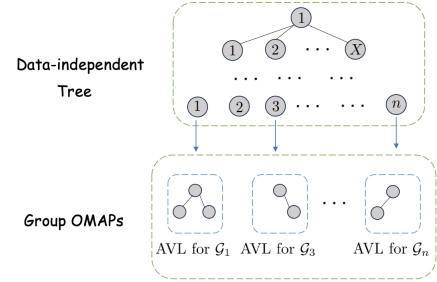 1
1 2 · · · X
Data-independent
Tree
· · · · · · · · ·
1 2 3 · · · · · · n
Group OMAPs
· · ·
AVL for 𝒢₁ AVL for 𝒢₃ AVL for 𝒢ₙ